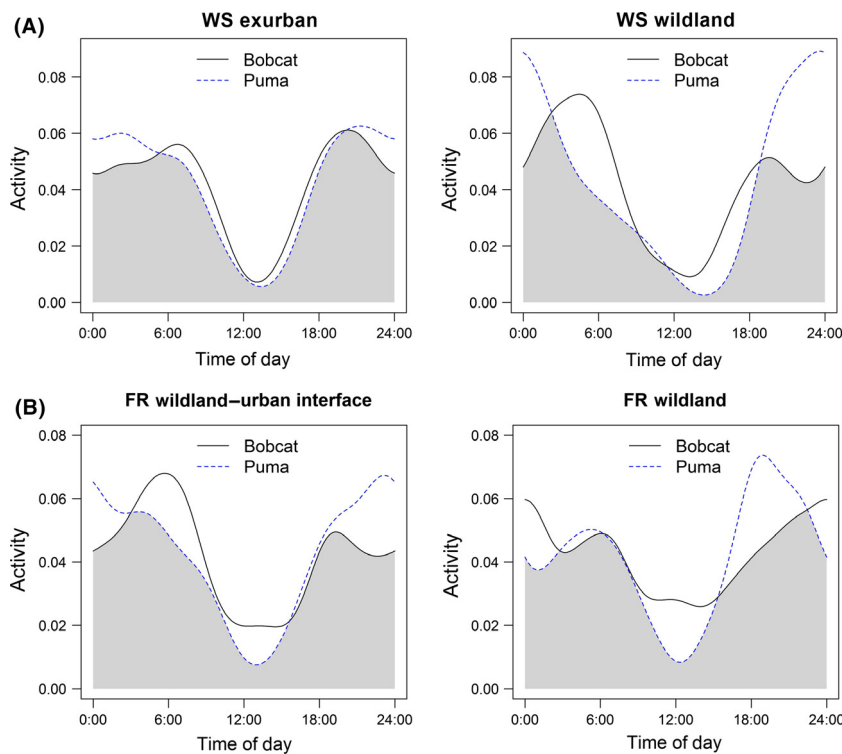 (A)
WS exurban
Bobcat
Puma
Activity
0.08
0.06
0.04
0.02
0.00
0:00 6:00 12:00 18:00 24:00
Time of day
WS wildland
Bobcat
Puma
Activity
0.08
0.06
0.04
0.02
0.00
0:00 6:00 12:00 18:00 24:00
Time of day
(B)
FR wildland–urban interface
Bobcat
Puma
Activity
0.08
0.06
0.04
0.02
0.00
0:00 6:00 12:00 18:00 24:00
Time of day
FR wildland
Bobcat
Puma
Activity
0.08
0.06
0.04
0.02
0.00
0:00 6:00 12:00 18:00 24:00
Time of day